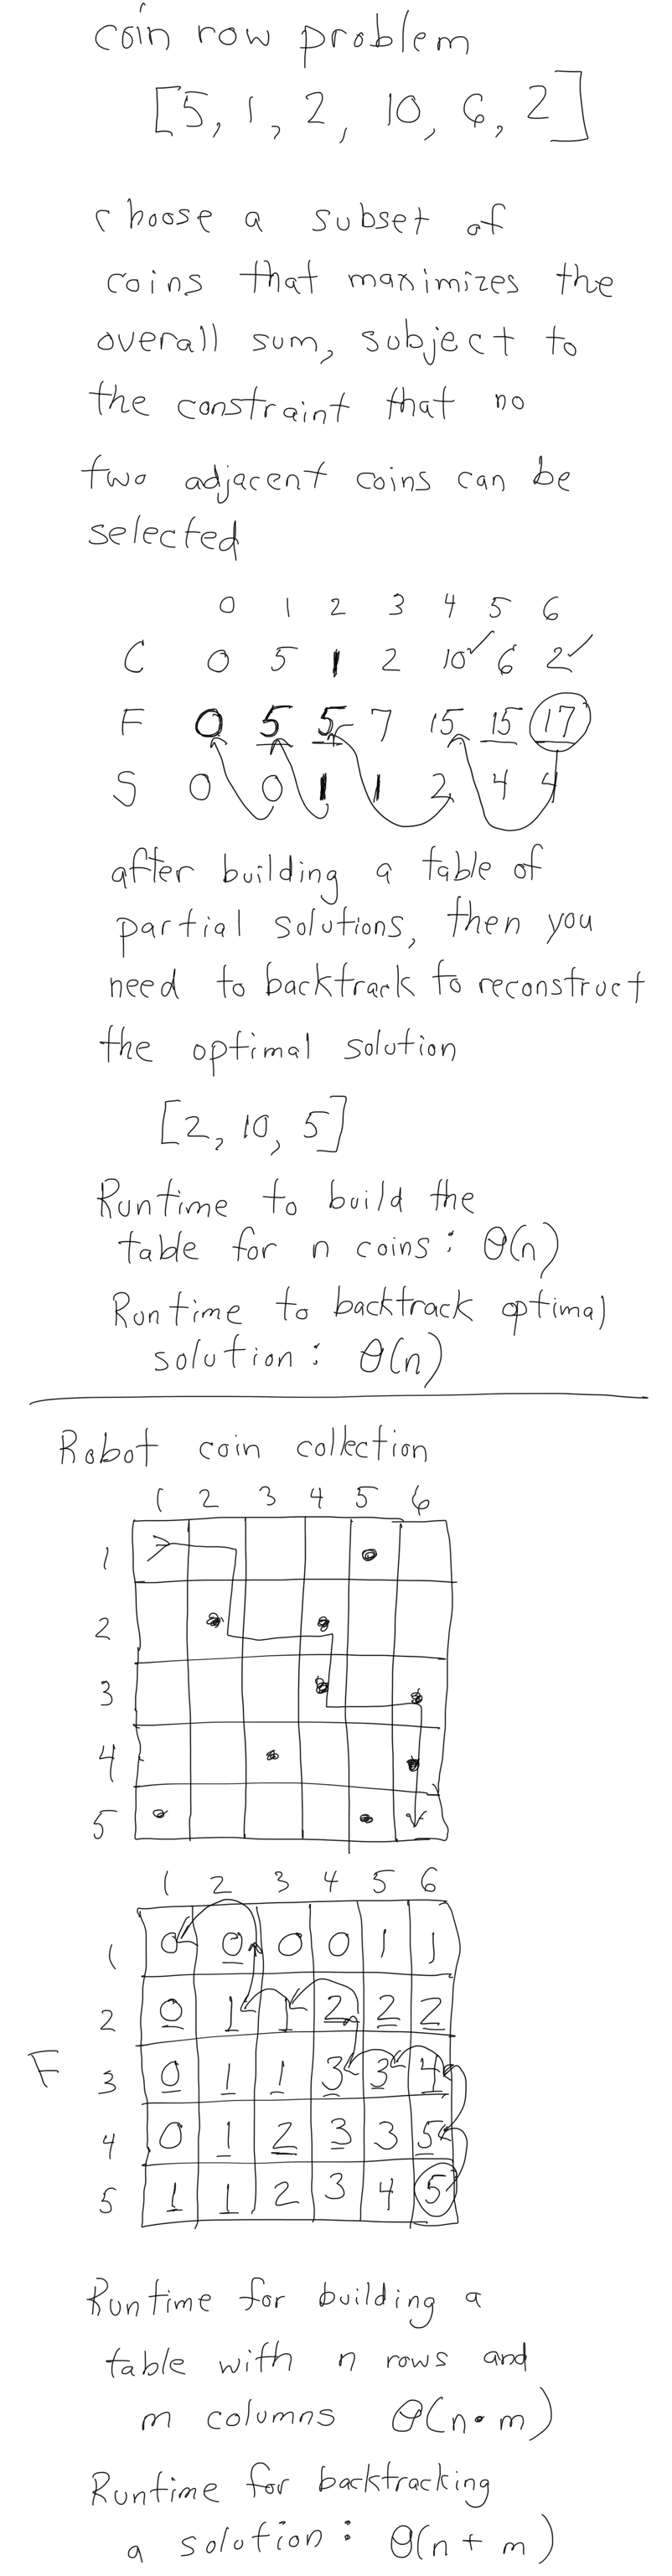 coin row problem
[5, 1, 2, 10, 6, 2]
choose a subset of
coins that maximizes the
overall sum, subject to
the constraint that no
two adjacent coins can be
selected
0 1 2 3 4 5 6
C 0 5 1 2 10✓ 6 2✓
F 0 5 5 7 15 15 17
S 0 0 1 1 2 4 4
after building a table of
partial solutions, then you
need to backtrack to reconstruct
the optimal solution
[2, 10, 5]
Runtime to build the
table for n coins: Θ(n)
Runtime to backtrack optimal
solution: Θ(n)
Robot coin collection
1 2 3 4 5 6
1
2
3
4
5
1 2 3 4 5 6
1 0 0 0 0 1 1
2 0 1 1 2 2 2
F 3 0 1 1 3 3 4
4 0 1 2 3 3 5
5 1 1 2 3 4 5
Runtime for building a
table with n rows and
m columns Θ(n•m)
Runtime for backtracking
a solution: Θ(n + m)